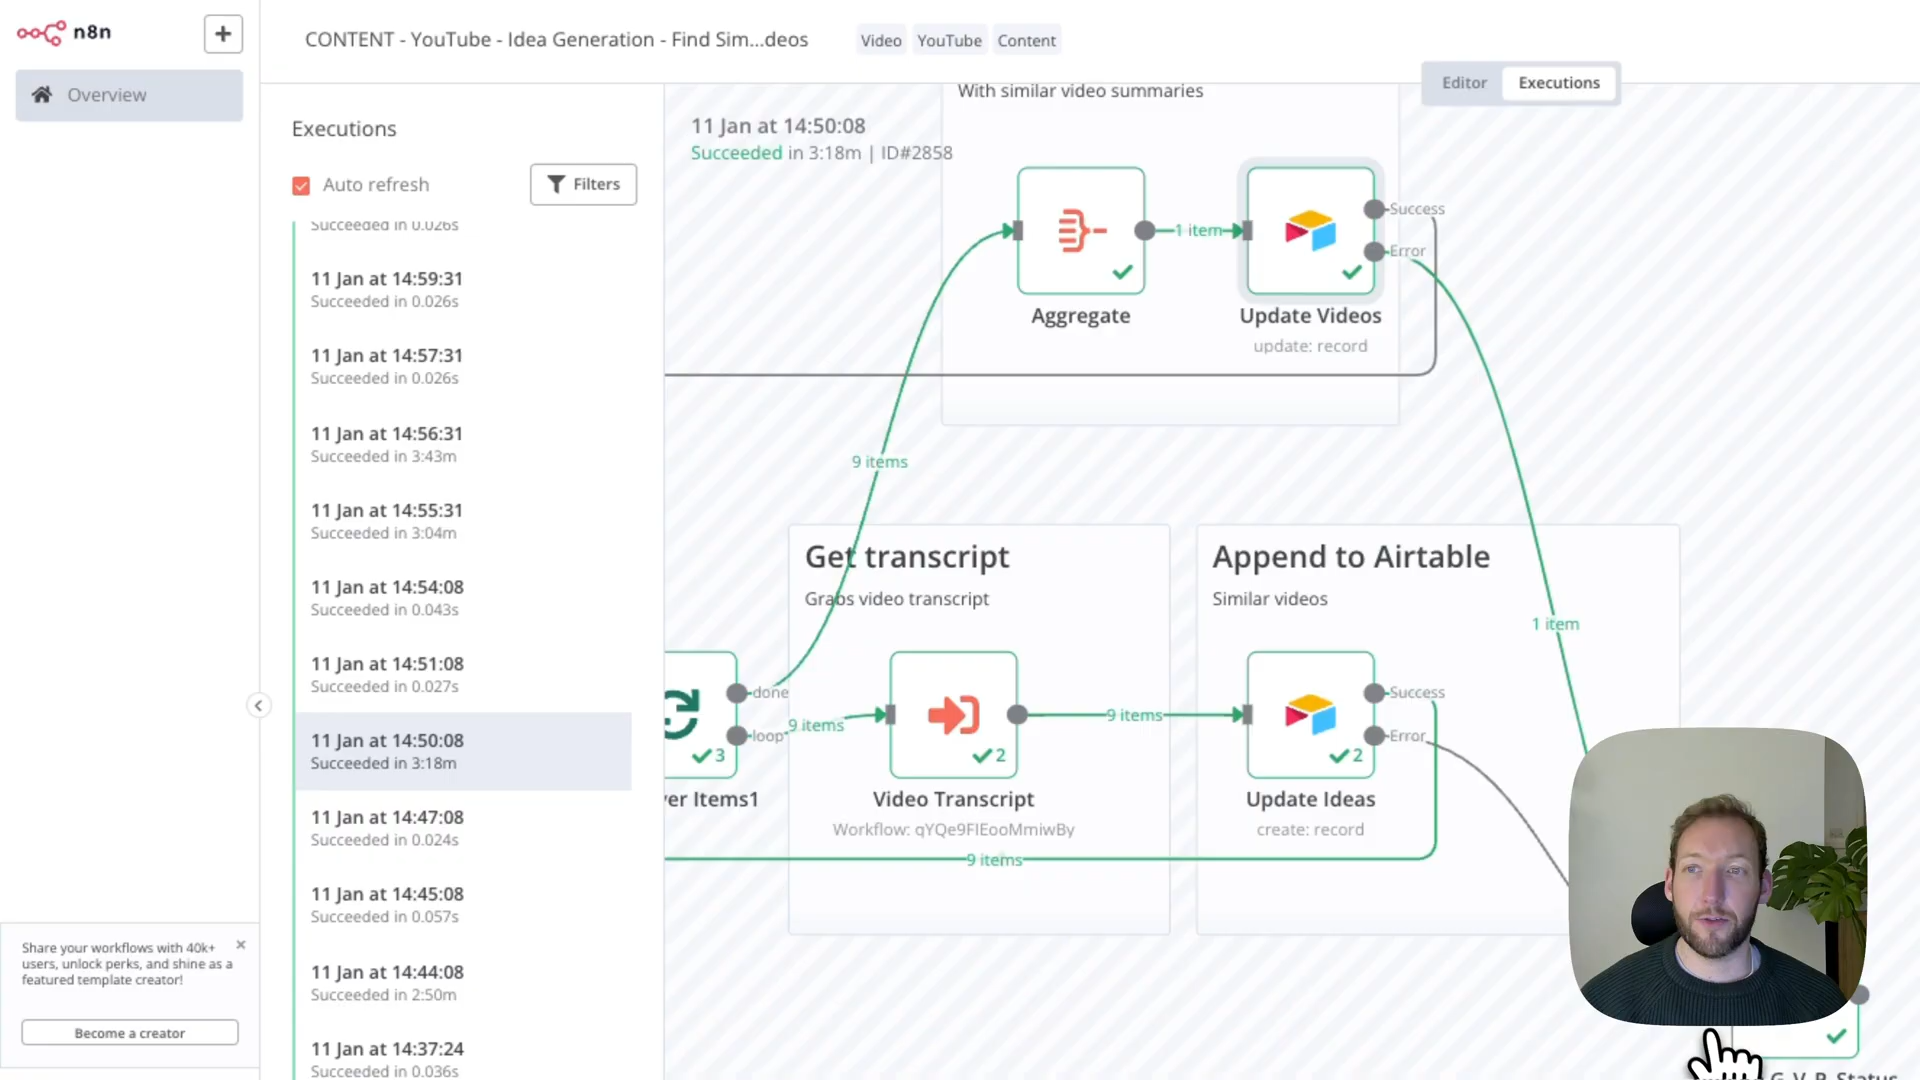 n8n
CONTENT - YouTube - Idea Generation - Find Sim...deos
Video YouTube Content
Editor Executions
Overview
Executions
Auto refresh
Filters
Succeeded in 0.026s
11 Jan at 14:59:31
Succeeded in 0.026s
11 Jan at 14:57:31
Succeeded in 0.026s
11 Jan at 14:56:31
Succeeded in 3:43m
11 Jan at 14:55:31
Succeeded in 3:04m
11 Jan at 14:54:08
Succeeded in 0.043s
11 Jan at 14:51:08
Succeeded in 0.027s
11 Jan at 14:50:08
Succeeded in 3:18m
11 Jan at 14:47:08
Succeeded in 0.024s
11 Jan at 14:45:08
Succeeded in 0.057s
11 Jan at 14:44:08
Succeeded in 2:50m
11 Jan at 14:37:24
Succeeded in 0.036s
Share your workflows with 40k+
users, unlock perks, and shine as a
featured template creator!
Become a creator
With similar video summaries
11 Jan at 14:50:08
Succeeded in 3:18m | ID#2858
1 item
Success
Error
Aggregate
Update Videos
update: record
9 items
1 item
Get transcript
Grabs video transcript
Append to Airtable
Similar videos
done
loop
9 items
9 items
Success
Error
3
2
2
er Items1
Video Transcript
Workflow: qYQe9FlEooMmiwBy
Update Ideas
create: record
9 items